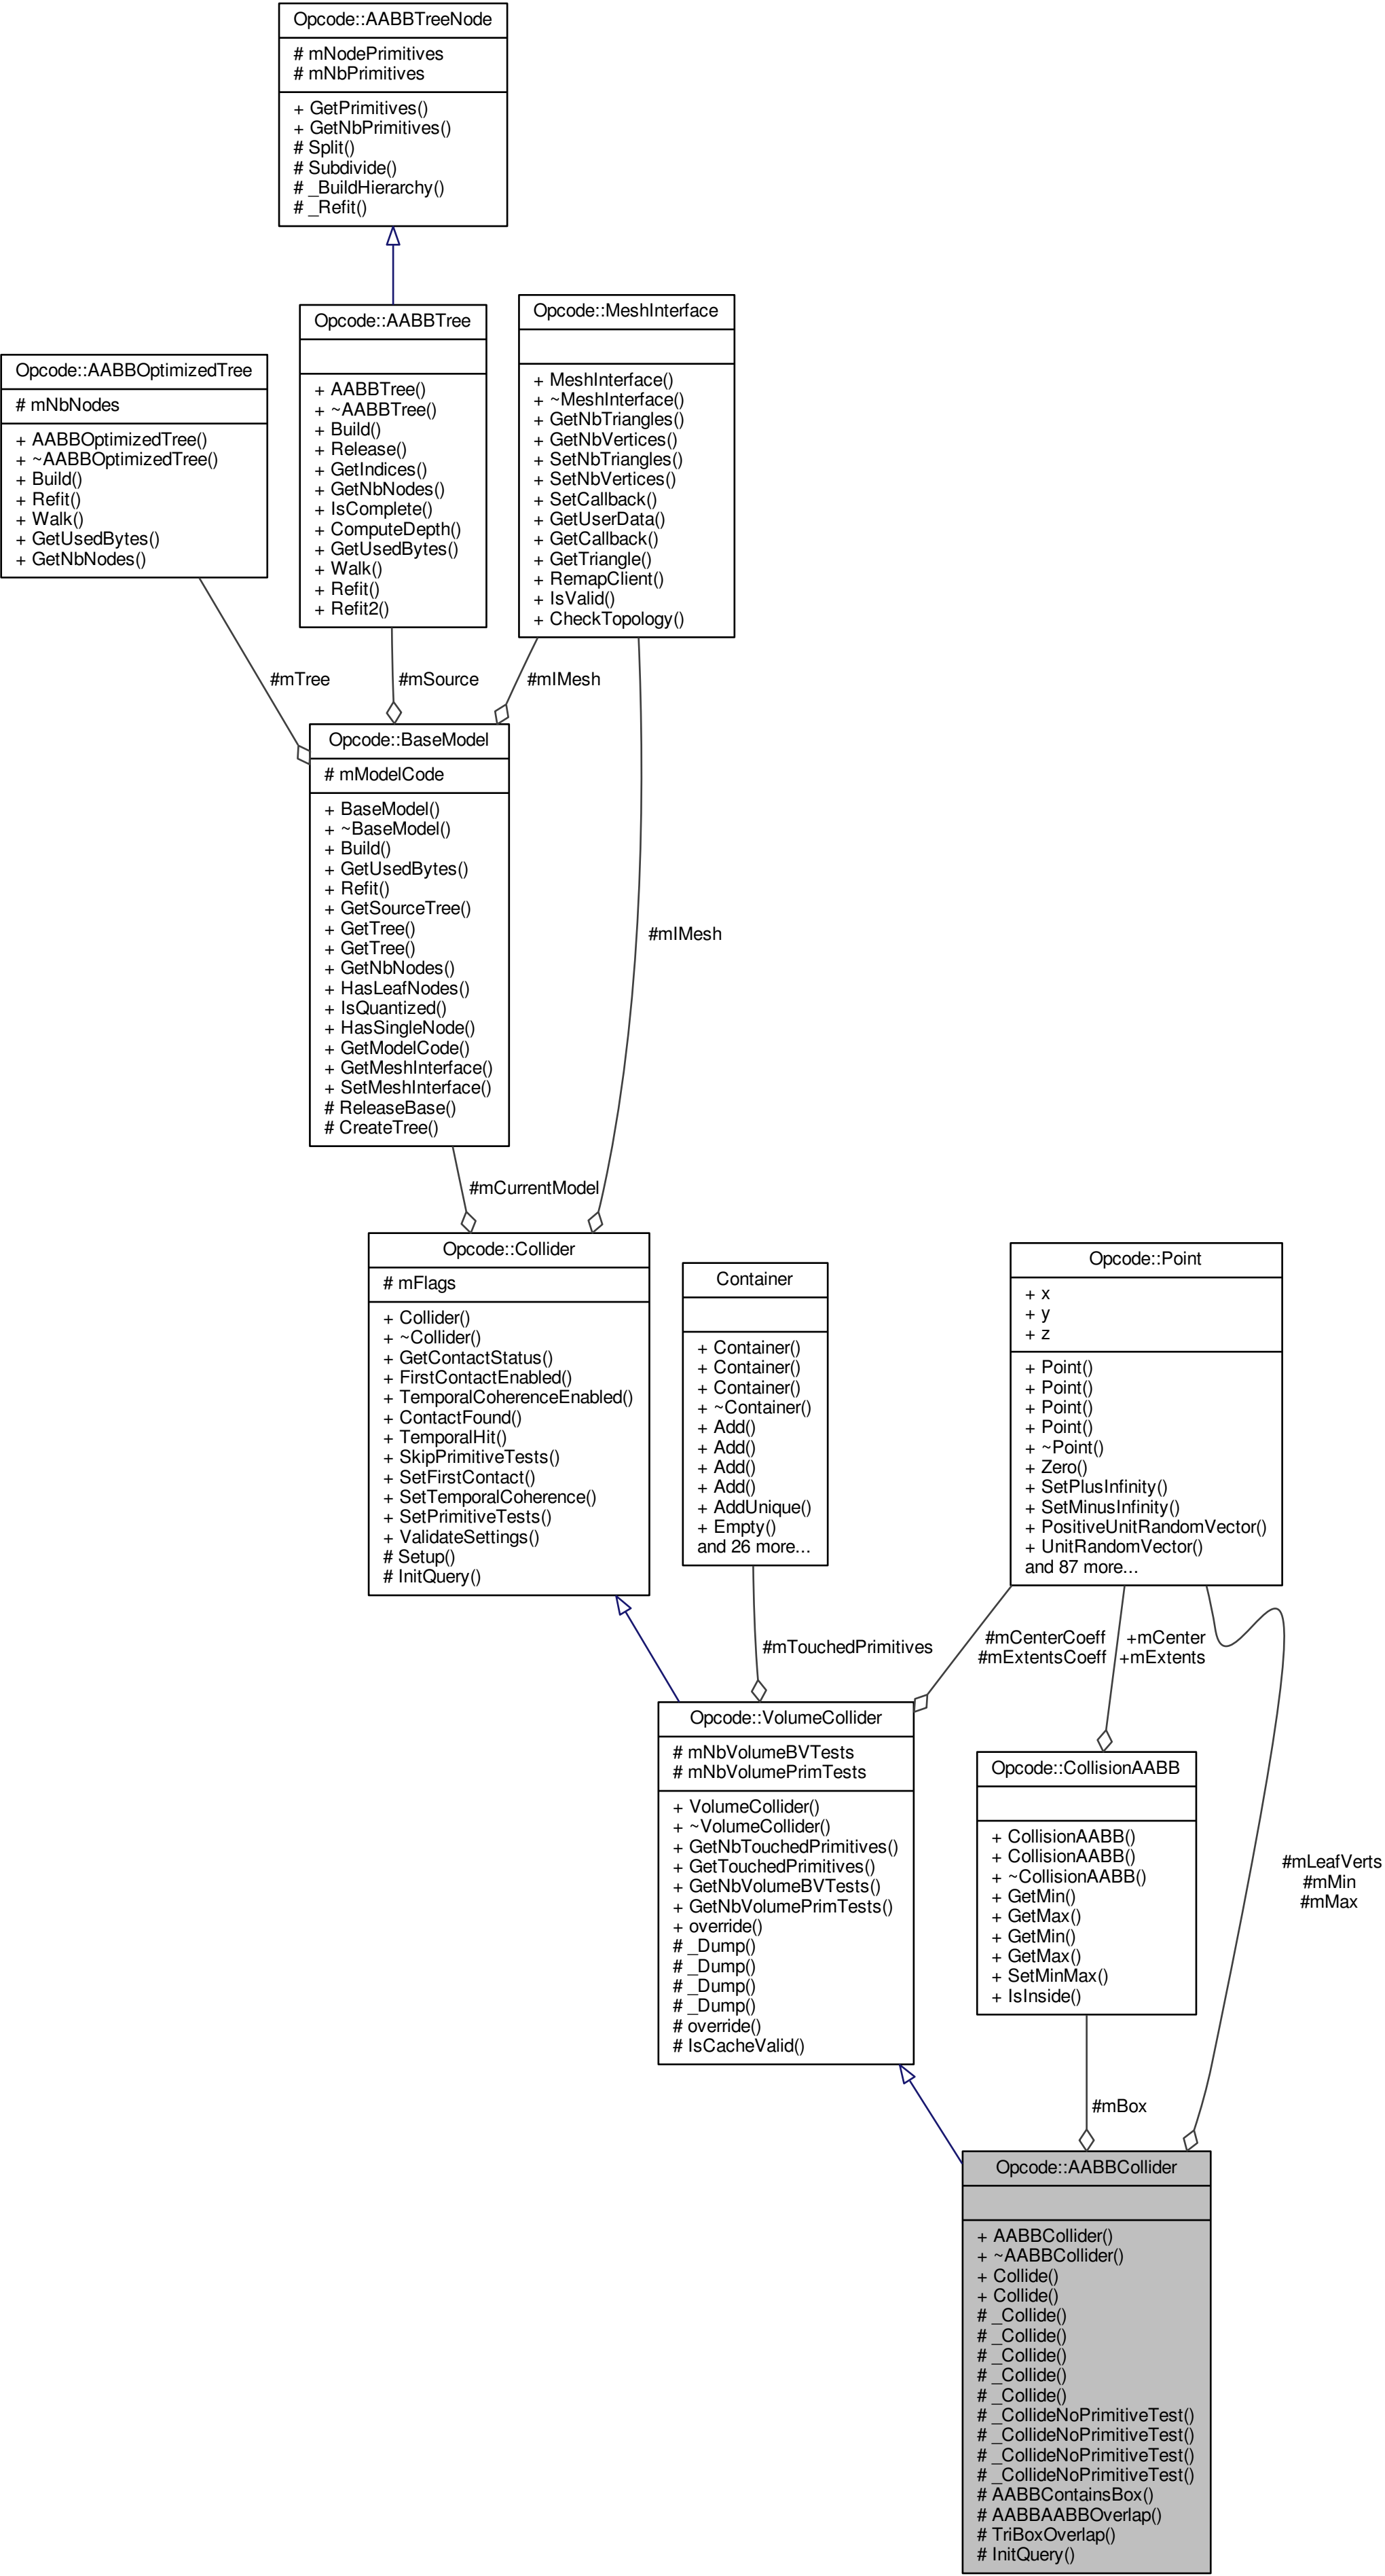 Opcode::AABBTreeNode
# mNodePrimitives
# mNbPrimitives
+ GetPrimitives()
+ GetNbPrimitives()
# Split()
# Subdivide()
# _BuildHierarchy()
# _Refit()
Opcode::AABBOptimizedTree
# mNbNodes
+ AABBOptimizedTree()
+ ~AABBOptimizedTree()
+ Build()
+ Refit()
+ Walk()
+ GetUsedBytes()
+ GetNbNodes()
Opcode::AABBTree
+ AABBTree()
+ ~AABBTree()
+ Build()
+ Release()
+ GetIndices()
+ GetNbNodes()
+ IsComplete()
+ ComputeDepth()
+ GetUsedBytes()
+ Walk()
+ Refit()
+ Refit2()
Opcode::MeshInterface
+ MeshInterface()
+ ~MeshInterface()
+ GetNbTriangles()
+ GetNbVertices()
+ SetNbTriangles()
+ SetNbVertices()
+ SetCallback()
+ GetUserData()
+ GetCallback()
+ GetTriangle()
+ RemapClient()
+ IsValid()
+ CheckTopology()
#mTree
#mSource
#mIMesh
Opcode::BaseModel
# mModelCode
+ BaseModel()
+ ~BaseModel()
+ Build()
+ GetUsedBytes()
+ Refit()
+ GetSourceTree()
+ GetTree()
+ GetTree()
+ GetNbNodes()
+ HasLeafNodes()
+ IsQuantized()
+ HasSingleNode()
+ GetModelCode()
+ GetMeshInterface()
+ SetMeshInterface()
# ReleaseBase()
# CreateTree()
#mIMesh
#mCurrentModel
Opcode::Collider
# mFlags
+ Collider()
+ ~Collider()
+ GetContactStatus()
+ FirstContactEnabled()
+ TemporalCoherenceEnabled()
+ ContactFound()
+ TemporalHit()
+ SkipPrimitiveTests()
+ SetFirstContact()
+ SetTemporalCoherence()
+ SetPrimitiveTests()
+ ValidateSettings()
# Setup()
# InitQuery()
Container
+ Container()
+ Container()
+ Container()
+ ~Container()
+ Add()
+ Add()
+ Add()
+ Add()
+ AddUnique()
+ Empty()
and 26 more...
Opcode::Point
+ x
+ y
+ z
+ Point()
+ Point()
+ Point()
+ Point()
+ ~Point()
+ Zero()
+ SetPlusInfinity()
+ SetMinusInfinity()
+ PositiveUnitRandomVector()
+ UnitRandomVector()
and 87 more...
#mTouchedPrimitives
#mCenterCoeff
#mExtentsCoeff
+mCenter
+mExtents
Opcode::VolumeCollider
# mNbVolumeBVTests
# mNbVolumePrimTests
+ VolumeCollider()
+ ~VolumeCollider()
+ GetNbTouchedPrimitives()
+ GetTouchedPrimitives()
+ GetNbVolumeBVTests()
+ GetNbVolumePrimTests()
+ override()
# _Dump()
# _Dump()
# _Dump()
# _Dump()
# override()
# IsCacheValid()
Opcode::CollisionAABB
+ CollisionAABB()
+ CollisionAABB()
+ ~CollisionAABB()
+ GetMin()
+ GetMax()
+ GetMin()
+ GetMax()
+ SetMinMax()
+ IsInside()
#mLeafVerts
#mMin
#mMax
#mBox
Opcode::AABBCollider
+ AABBCollider()
+ ~AABBCollider()
+ Collide()
+ Collide()
# _Collide()
# _Collide()
# _Collide()
# _Collide()
# _Collide()
# _CollideNoPrimitiveTest()
# _CollideNoPrimitiveTest()
# _CollideNoPrimitiveTest()
# _CollideNoPrimitiveTest()
# AABBContainsBox()
# AABBAABBOverlap()
# TriBoxOverlap()
# InitQuery()